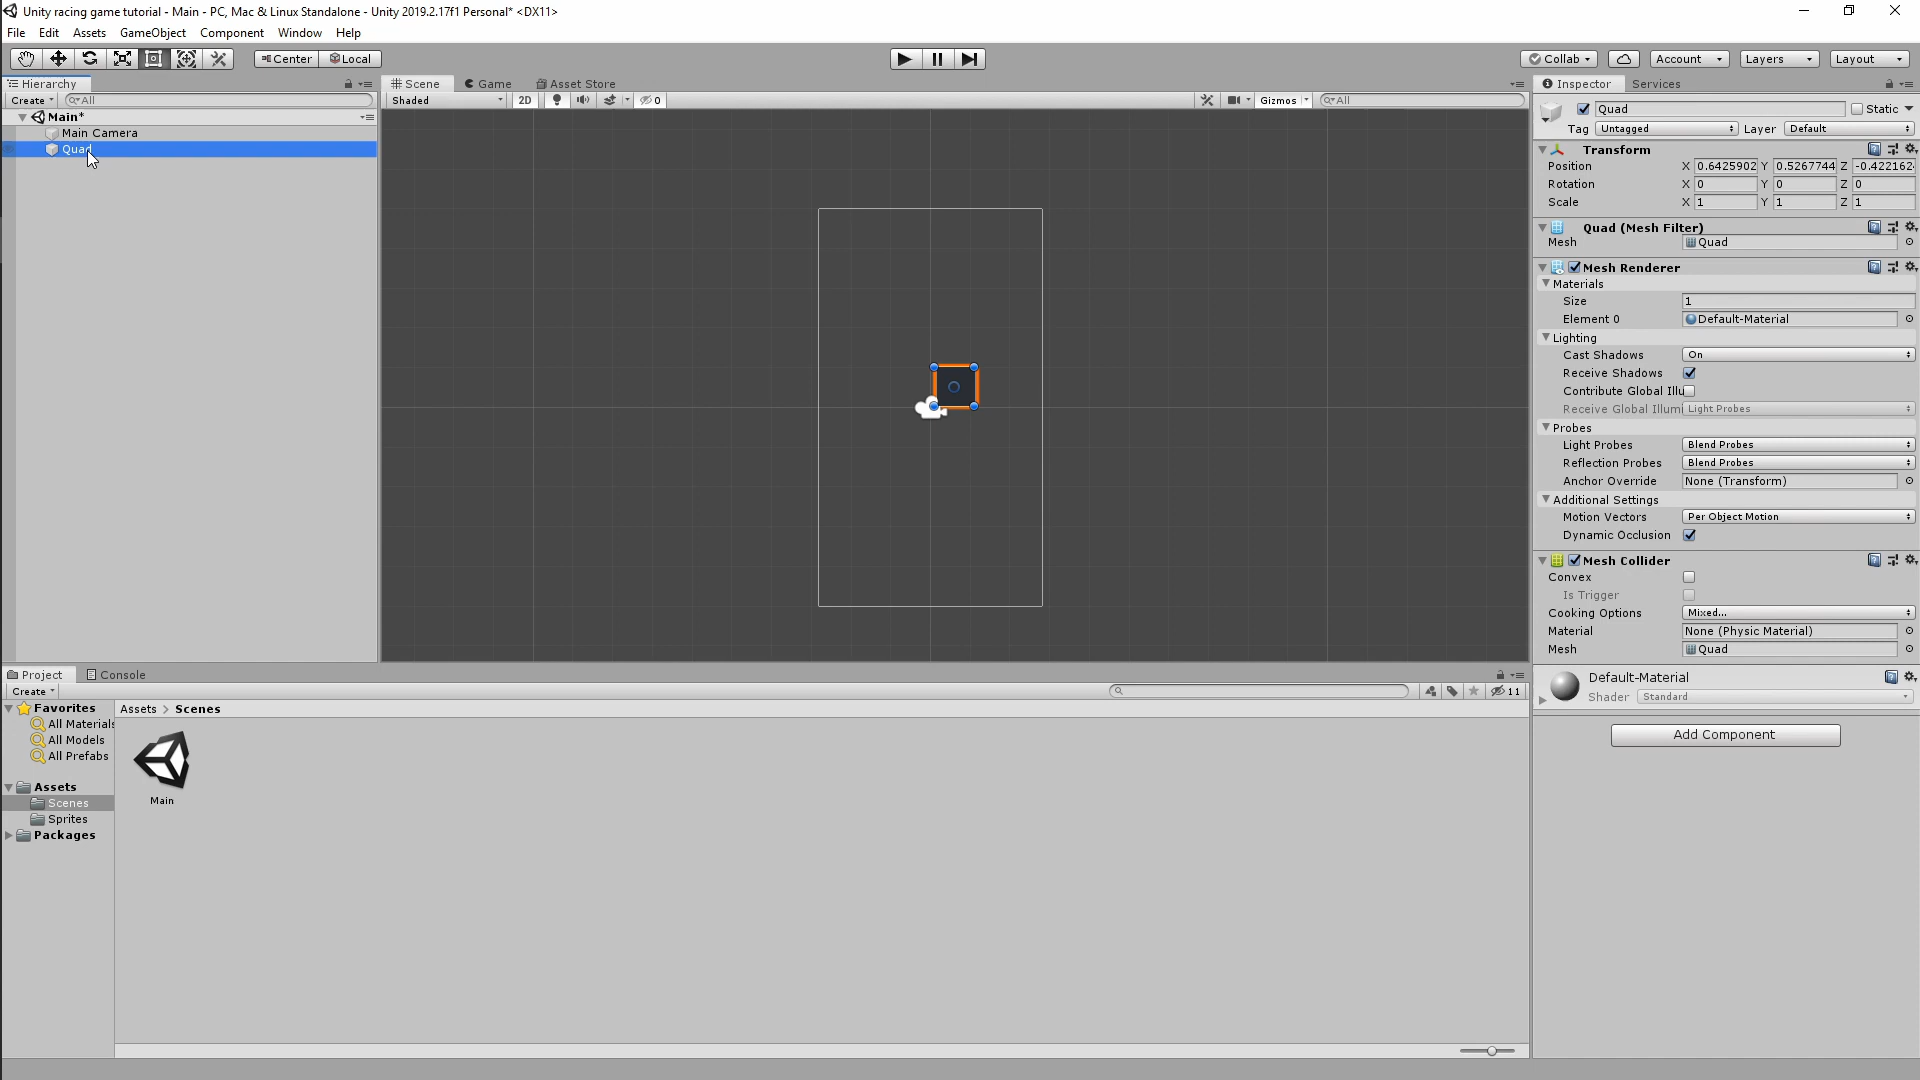 Unity racing game tutorial - Main - PC, Mac & Linux Standalone - Unity 2019.2.17f1 Personal* <DX11>
File Edit Assets GameObject Component Window Help
Center Local Collab Account Layers Layout
Hierarchy
Create All
Main*
Main Camera
Quad
Scene Game Asset Store
Shaded 2D 0 Gizmos All
Inspector Services
Quad Static
Tag Untagged Layer Default
Transform
Position X 0.6425902 Y 0.5267744 Z -0.422162
Rotation X 0 Y 0 Z 0
Scale X 1 Y 1 Z 1
Quad (Mesh Filter)
Mesh Quad
Mesh Renderer
Materials
Size 1
Element 0 Default-Material
Lighting
Cast Shadows On
Receive Shadows
Contribute Global Illu
Receive Global Illumi Light Probes
Probes
Light Probes Blend Probes
Reflection Probes Blend Probes
Anchor Override None (Transform)
Additional Settings
Motion Vectors Per Object Motion
Dynamic Occlusion
Mesh Collider
Convex
Is Trigger
Cooking Options Mixed...
Material None (Physic Material)
Mesh Quad
Default-Material
Shader Standard
Add Component
Project Console
Create 11
Favorites
All Materials
All Models
All Prefabs
Assets
Scenes
Sprites
Packages
Assets > Scenes
Main